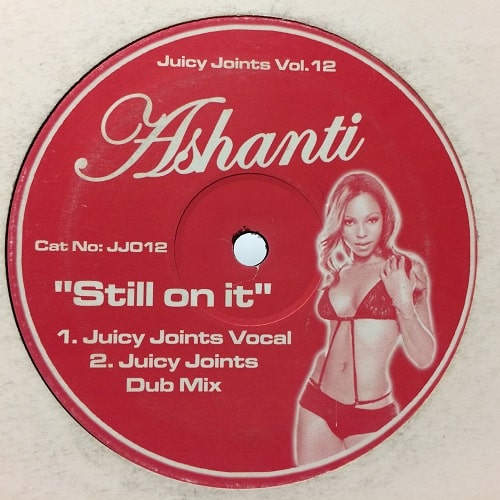 Juicy Joints Vol.12
Ashanti
Cat No: JJ012
"Still on it"
1. Juicy Joints Vocal
2. Juicy Joints
Dub Mix